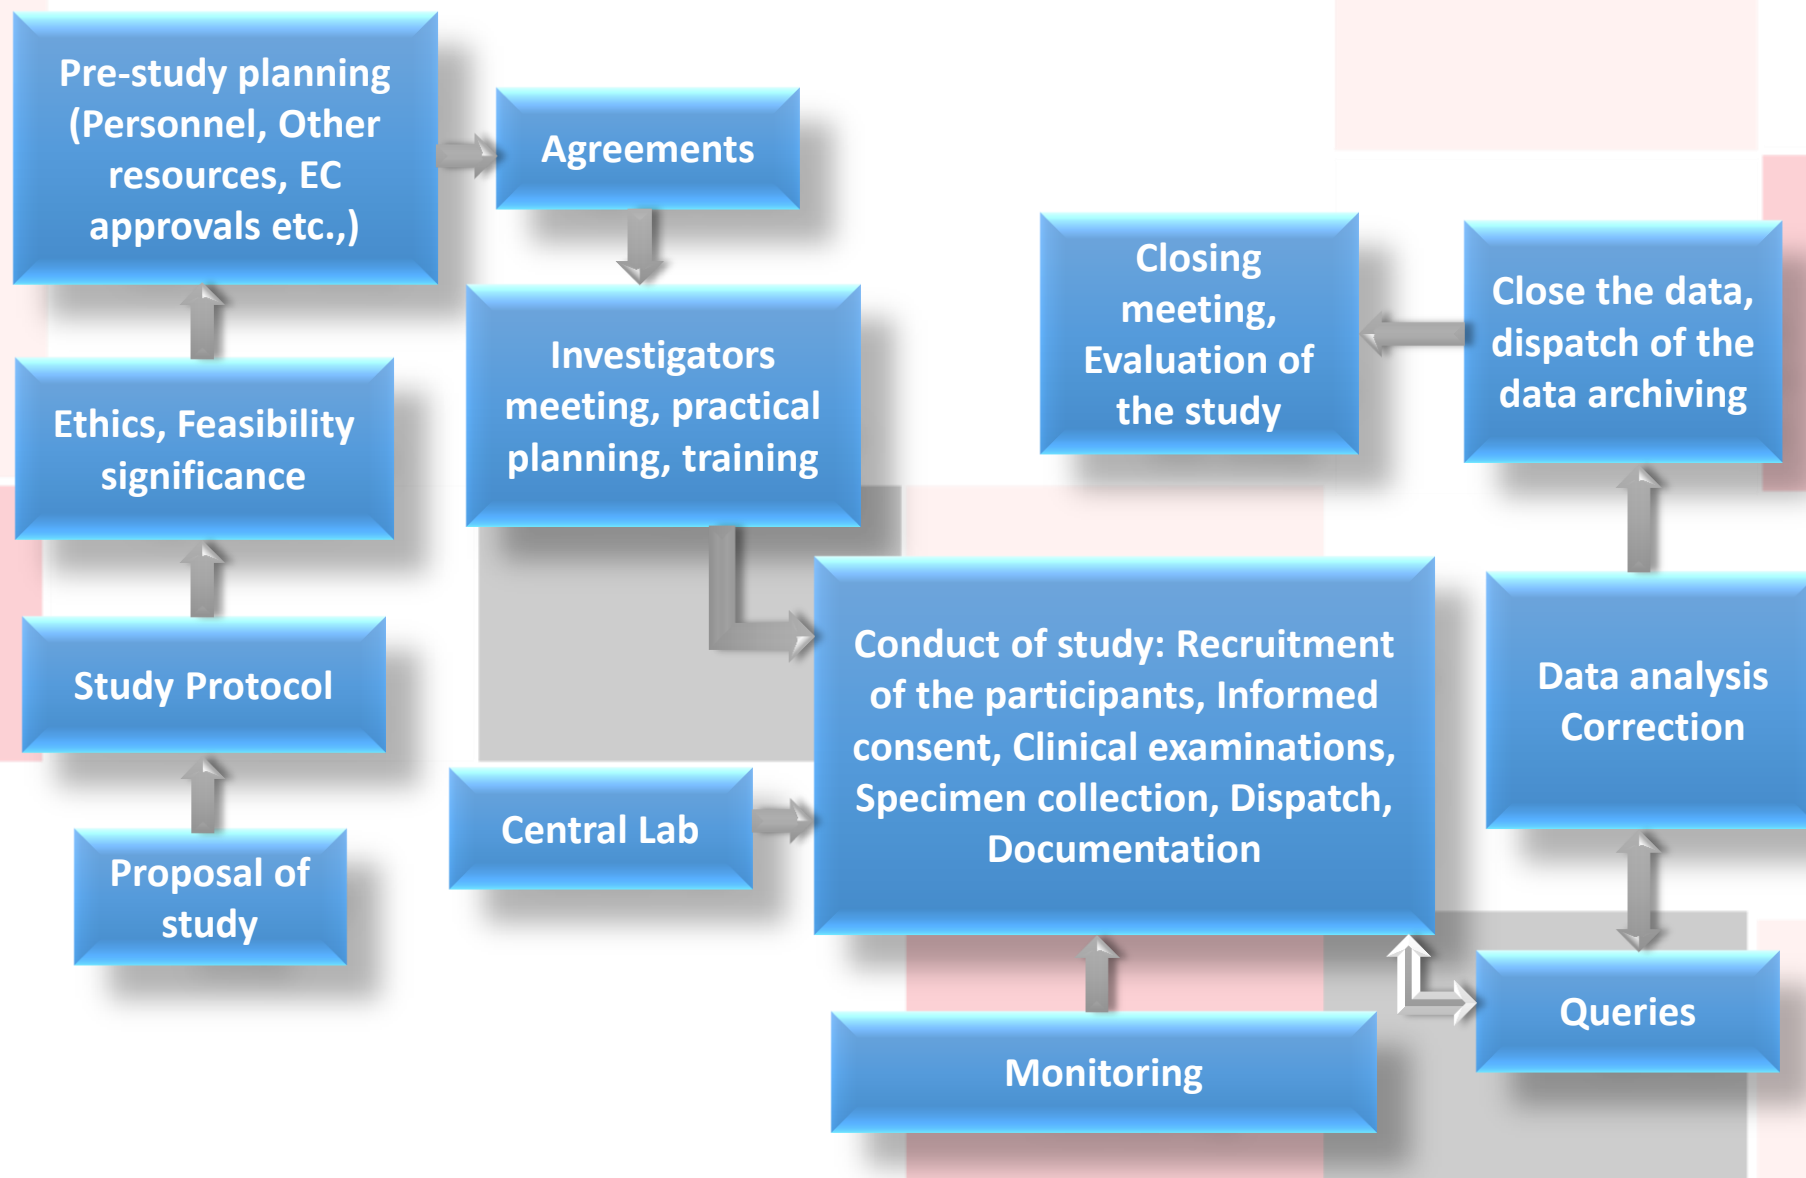 Pre-study planning
(Personnel, Other
resources, EC
approvals etc.,)
Agreements
Closing
meeting,
Evaluation of
the study
Close the data,
dispatch of the
data archiving
Investigators
meeting, practical
planning, training
Ethics, Feasibility
significance
Study Protocol
Conduct of study: Recruitment
of the participants, Informed
consent, Clinical examinations,
Specimen collection, Dispatch,
Documentation
Data analysis
Correction
Central Lab
Proposal of
study
Queries
Monitoring